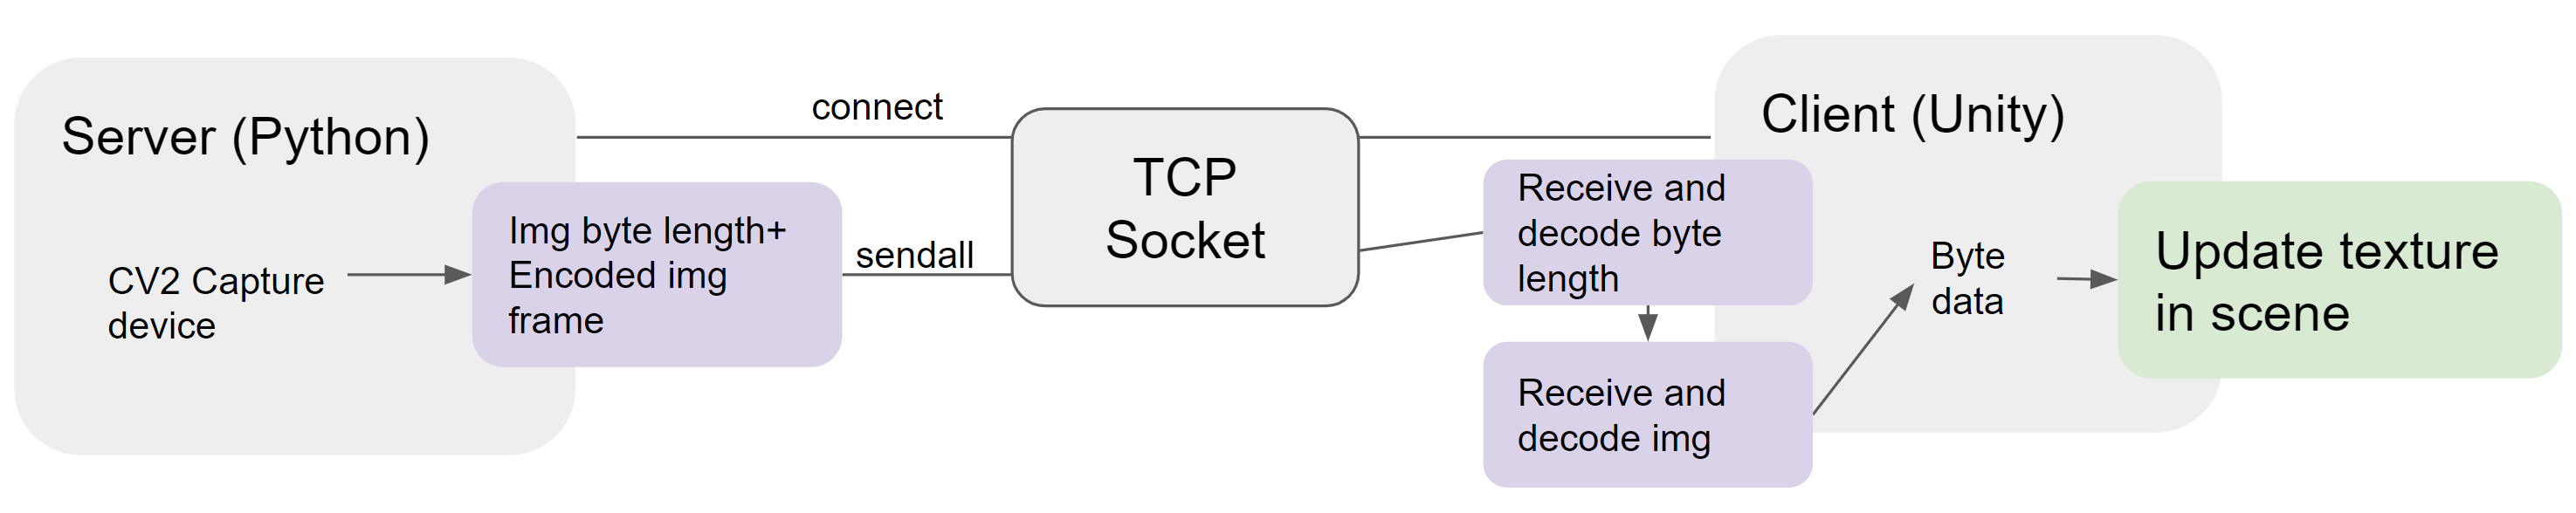 Server (Python)
CV2 Capture
device
Img byte length+
Encoded img
frame
connect
sendall
TCP
Socket
Client (Unity)
Receive and
decode byte
length
Receive and
decode img
Byte
data
Update texture
in scene